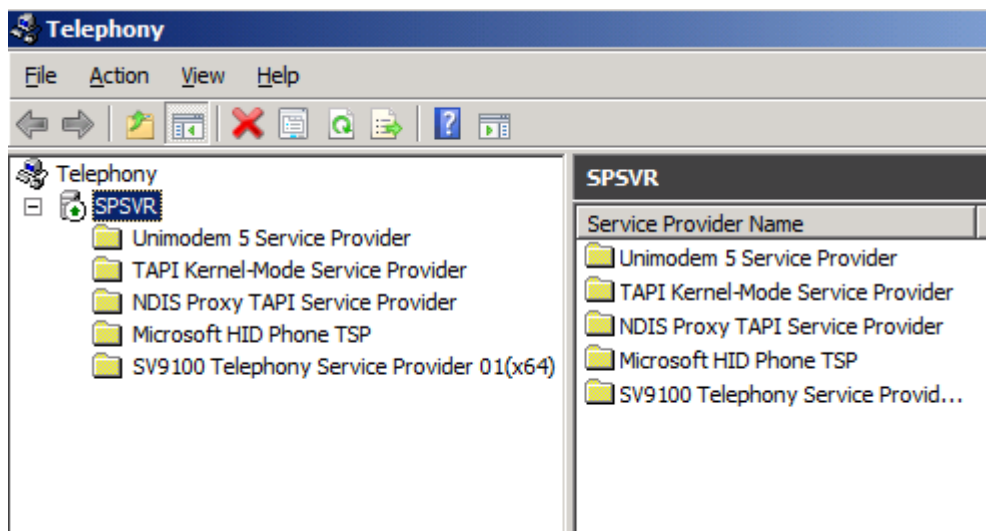 Telephony
File Action View Help
Telephony
SPSVR
Unimodem 5 Service Provider
TAPI Kernel-Mode Service Provider
NDIS Proxy TAPI Service Provider
Microsoft HID Phone TSP
SV9100 Telephony Service Provider 01(x64)
SPSVR
Service Provider Name
Unimodem 5 Service Provider
TAPI Kernel-Mode Service Provider
NDIS Proxy TAPI Service Provider
Microsoft HID Phone TSP
SV9100 Telephony Service Provid...